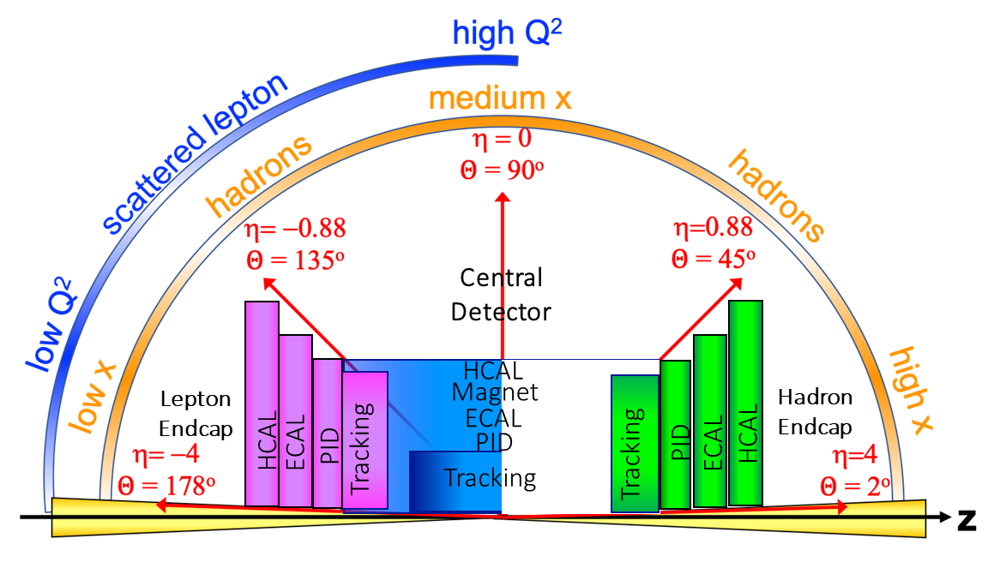 high Q²
scattered lepton
low Q²
medium x
hadrons
hadrons
low x
high x
η = 0
Θ = 90º
η= −0.88
Θ = 135º
η=0.88
Θ = 45º
Central
Detector
HCAL
Magnet
ECAL
PID
Tracking
Lepton
Endcap
HCAL
ECAL
PID
Tracking
Tracking
PID
ECAL
HCAL
Hadron
Endcap
η= −4
Θ = 178º
η=4
Θ = 2º
z